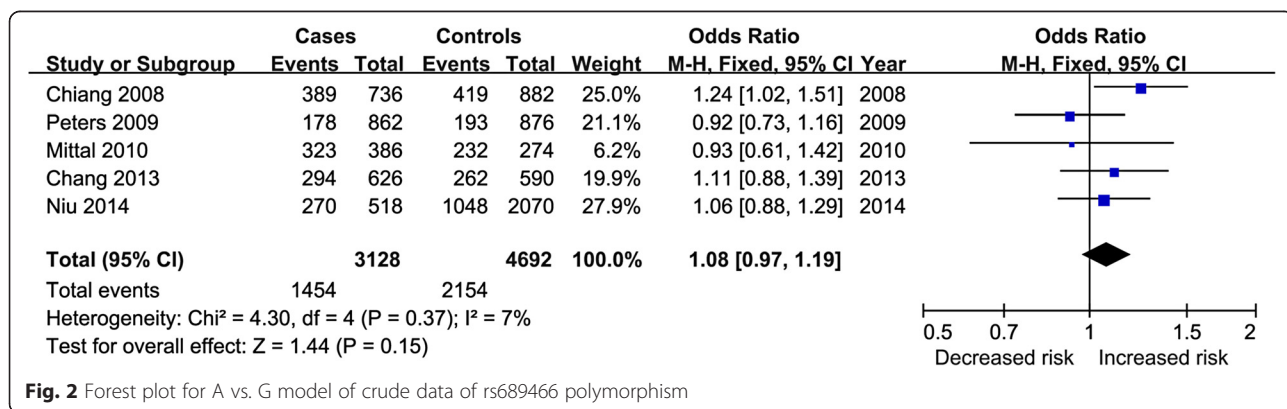 Cases Controls Odds Ratio Odds Ratio
Study or Subgroup Events Total Events Total Weight M-H, Fixed, 95% CI Year M-H, Fixed, 95% CI
Chiang 2008 389 736 419 882 25.0% 1.24 [1.02, 1.51] 2008
Peters 2009 178 862 193 876 21.1% 0.92 [0.73, 1.16] 2009
Mittal 2010 323 386 232 274 6.2% 0.93 [0.61, 1.42] 2010
Chang 2013 294 626 262 590 19.9% 1.11 [0.88, 1.39] 2013
Niu 2014 270 518 1048 2070 27.9% 1.06 [0.88, 1.29] 2014
Total (95% CI) 3128 4692 100.0% 1.08 [0.97, 1.19]
Total events 1454 2154
Heterogeneity: Chi² = 4.30, df = 4 (P = 0.37); I² = 7%
Test for overall effect: Z = 1.44 (P = 0.15)
0.5 0.7 1 1.5 2
Decreased risk Increased risk
Fig. 2 Forest plot for A vs. G model of crude data of rs689466 polymorphism